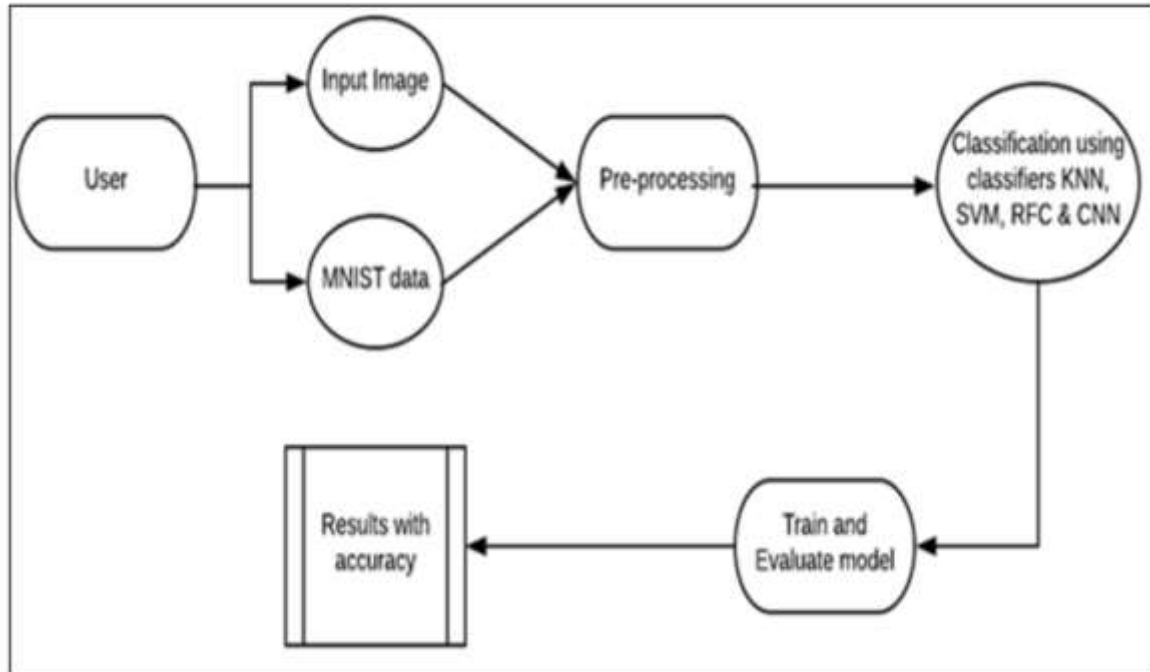 User
Input Image
MNIST data
Pre-processing
Classification using
classifiers KNN,
SVM, RFC & CNN
Train and
Evaluate model
Results with
accuracy